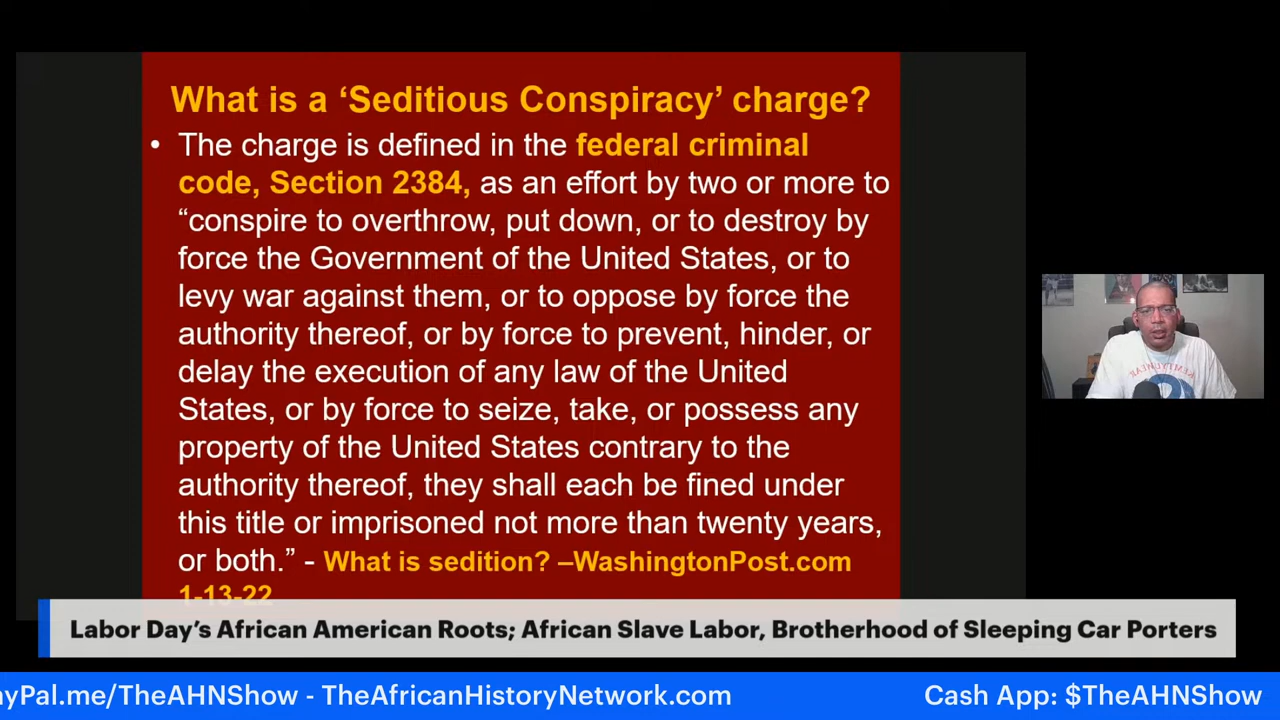 What is a ‘Seditious Conspiracy’ charge?
• The charge is defined in the federal criminal
code, Section 2384, as an effort by two or more to
“conspire to overthrow, put down, or to destroy by
force the Government of the United States, or to
levy war against them, or to oppose by force the
authority thereof, or by force to prevent, hinder, or
delay the execution of any law of the United
States, or by force to seize, take, or possess any
property of the United States contrary to the
authority thereof, they shall each be fined under
this title or imprisoned not more than twenty years,
or both.” - What is sedition? –WashingtonPost.com
1-13-22
Labor Day’s African American Roots; African Slave Labor, Brotherhood of Sleeping Car Porters
ayPal.me/TheAHNShow - TheAfricanHistoryNetwork.com
Cash App: $TheAHNShow